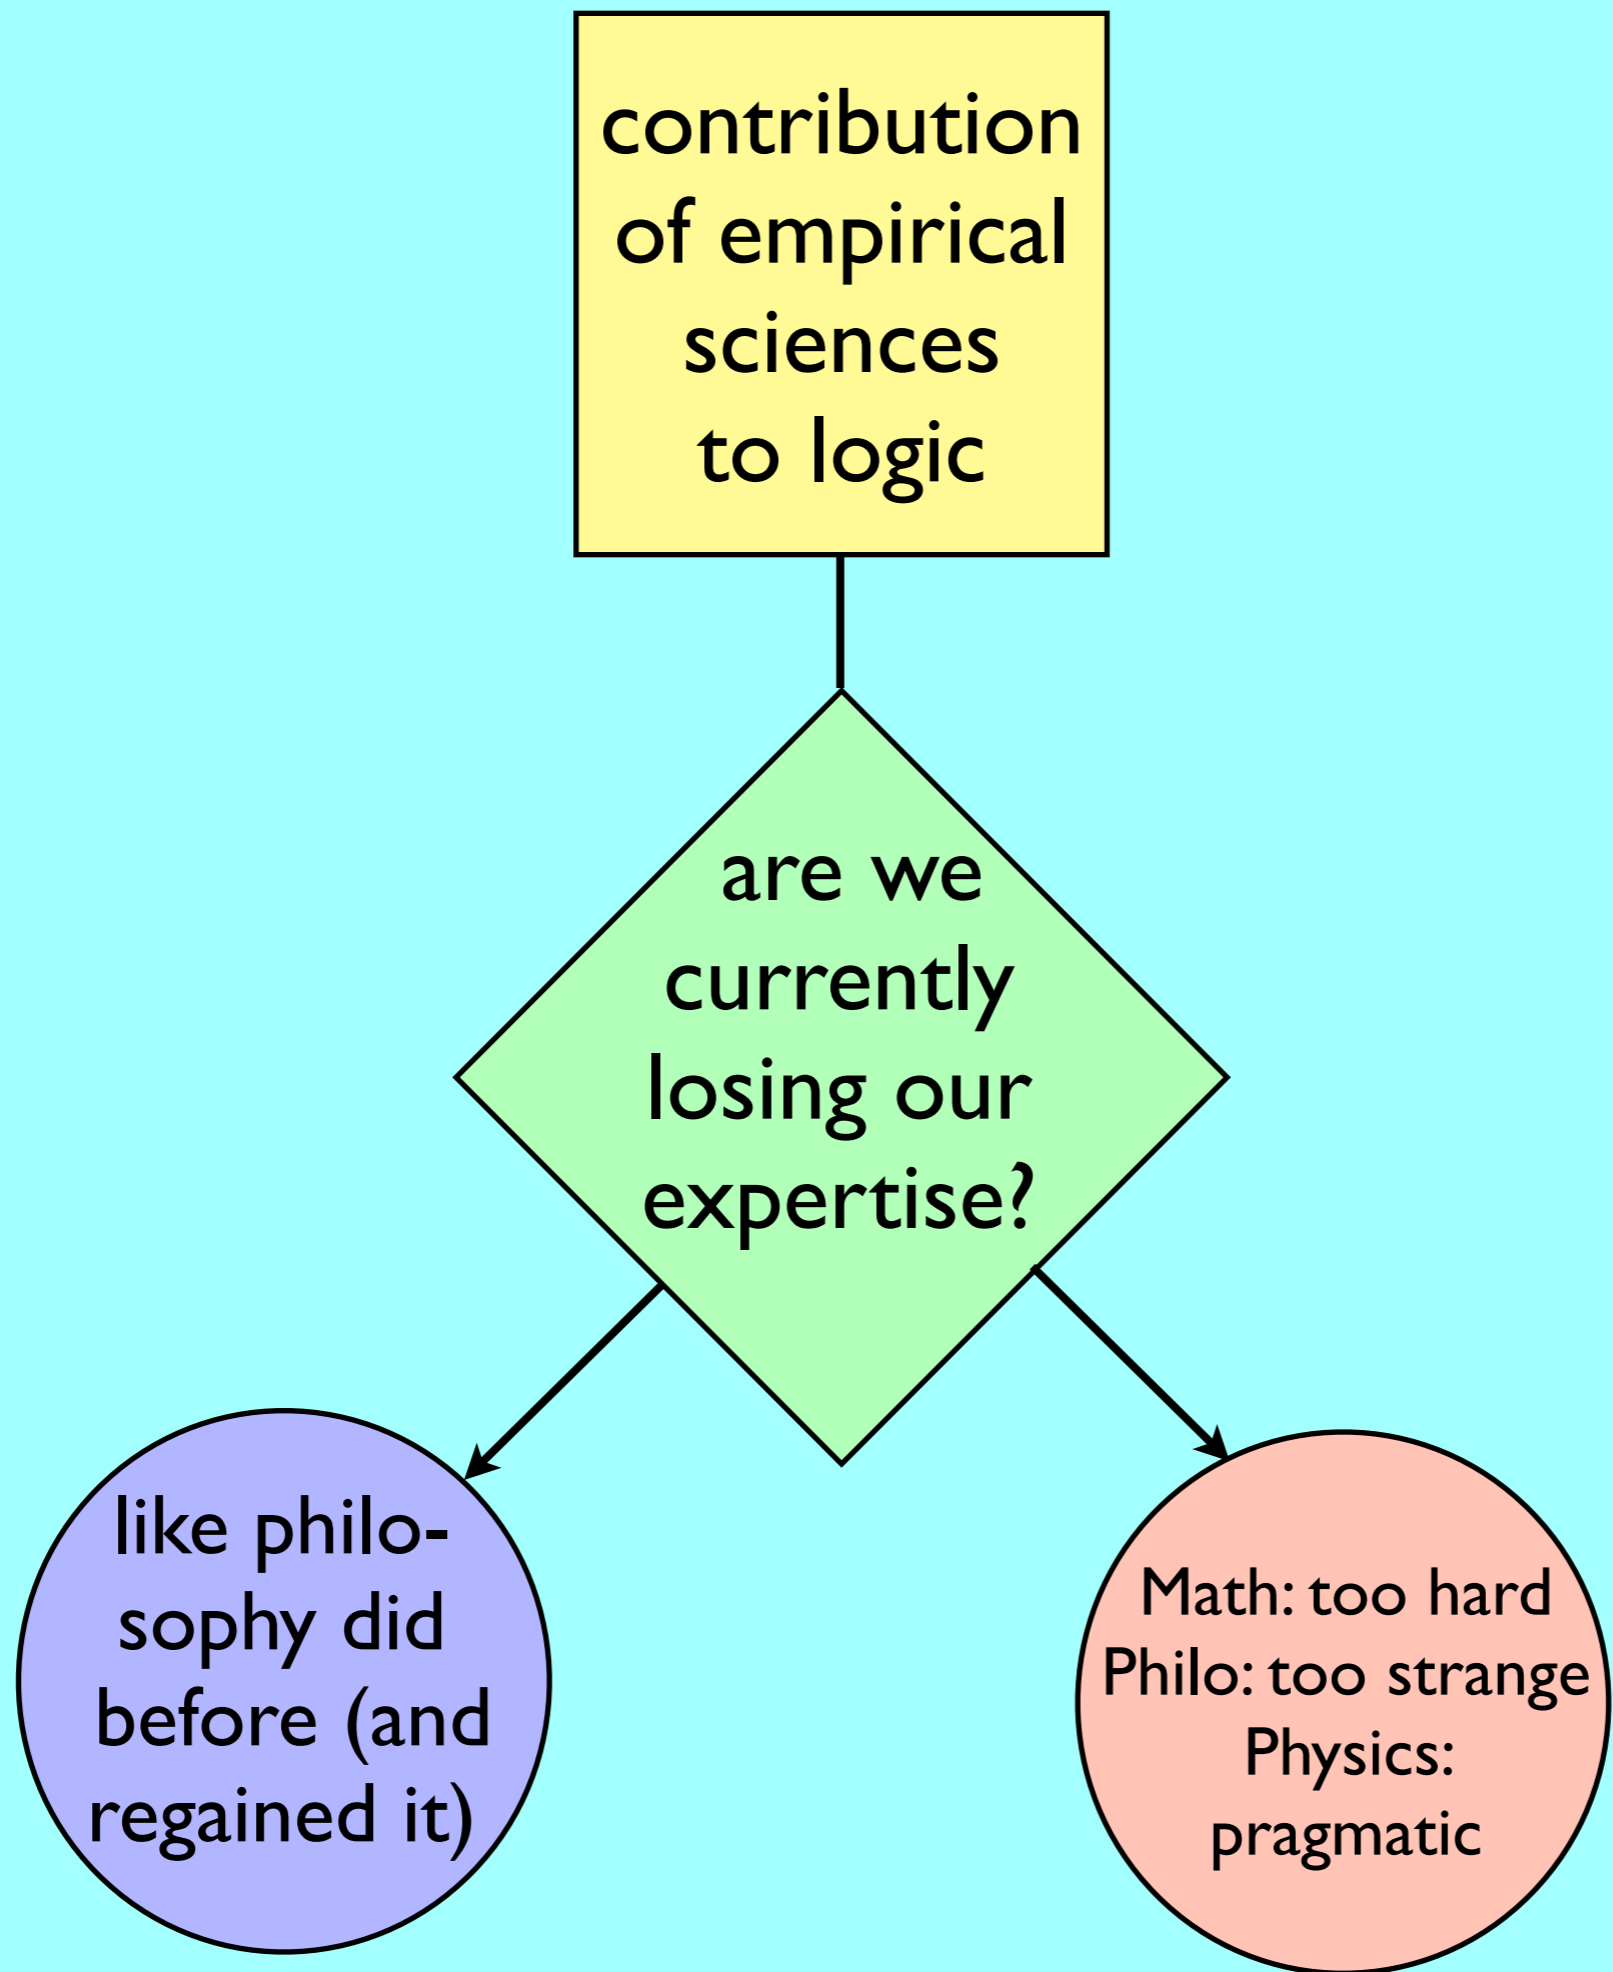 contribution
of empirical
sciences
to logic
are we
currently
losing our
expertise?
like philo-
sophy did
before (and
regained it)
Math: too hard
Philo: too strange
Physics:
pragmatic